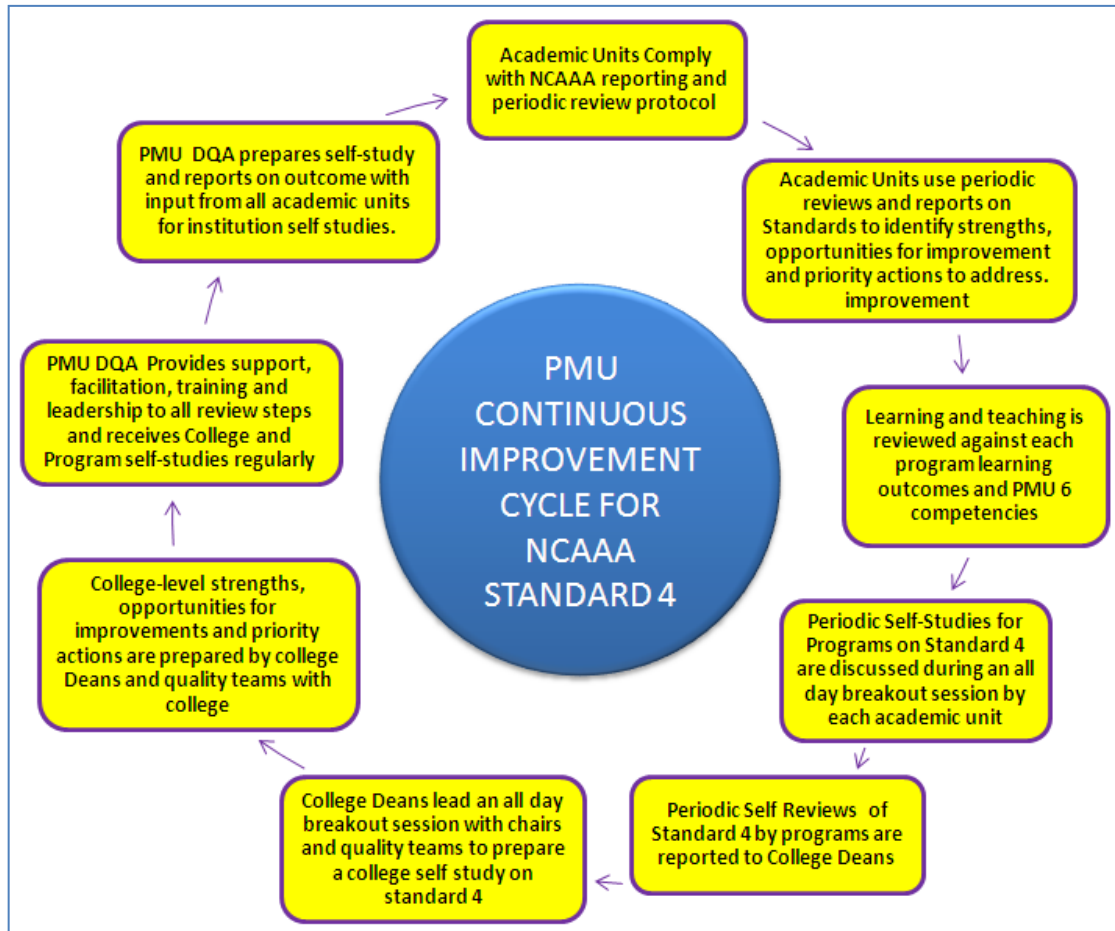 Academic Units Comply
with NCAAA reporting and
periodic review protocol
Academic Units use periodic
reviews and reports on
Standards to identify strengths,
opportunities for improvement
and priority actions to address.
improvement
Learning and teaching is
reviewed against each
program learning
outcomes and PMU 6
competencies
Periodic Self-Studies for
Programs on Standard 4
are discussed during an all
day breakout session by
each academic unit
Periodic Self Reviews of
Standard 4 by programs are
reported to College Deans
College Deans lead an all day
breakout session with chairs
and quality teams to prepare
a college self study on
standard 4
College-level strengths,
opportunities for
improvements and priority
actions are prepared by college
Deans and quality teams with
college
PMU DQA Provides support,
facilitation, training and
leadership to all review steps
and receives College and
Program self-studies regularly
PMU DQA prepares self-study
and reports on outcome with
input from all academic units
for institution self studies.
PMU
CONTINUOUS
IMPROVEMENT
CYCLE FOR
NCAAA
STANDARD 4